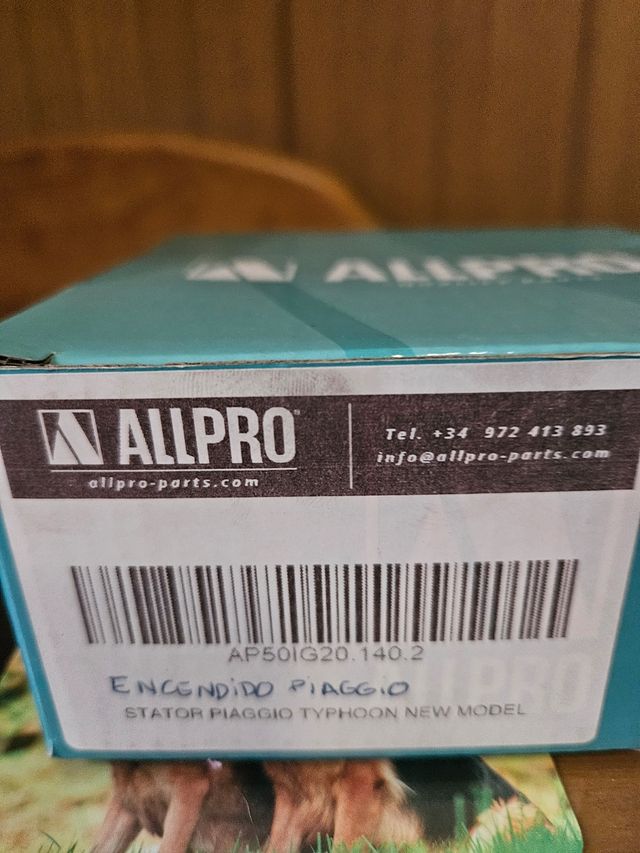 ALLPRO
ALLPRO
allpro-parts.com
Tel. +34 972 413 893
info@allpro-parts.com
AP50IG20.140.2
ENCENDIDO PIAGGIO
STATOR PIAGGIO TYPHOON NEW MODEL